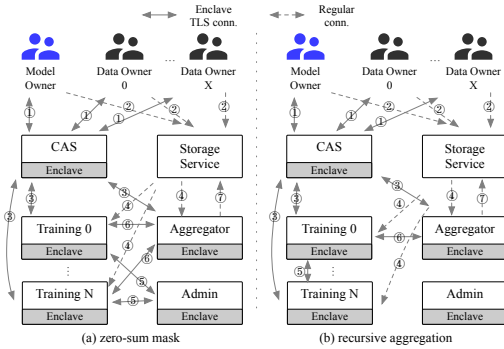 Enclave
TLS conn.
Regular
conn.
Model
Owner
Data Owner
0
...
Data Owner
X
①
①
①
②
②
②
CAS
Enclave
Storage
Service
③
③
③
④
④
④
⑦
Training 0
Enclave
⑥
Aggregator
Enclave
⑥
⑤
Training N
Enclave
⑤
Admin
Enclave
(a) zero-sum mask
Model
Owner
Data Owner
0
...
Data Owner
X
①
①
①
②
②
②
CAS
Enclave
Storage
Service
③
③
③
④
④
④
⑦
Training 0
Enclave
⑥
Aggregator
Enclave
⑤
Training N
Enclave
Admin
Enclave
(b) recursive aggregation